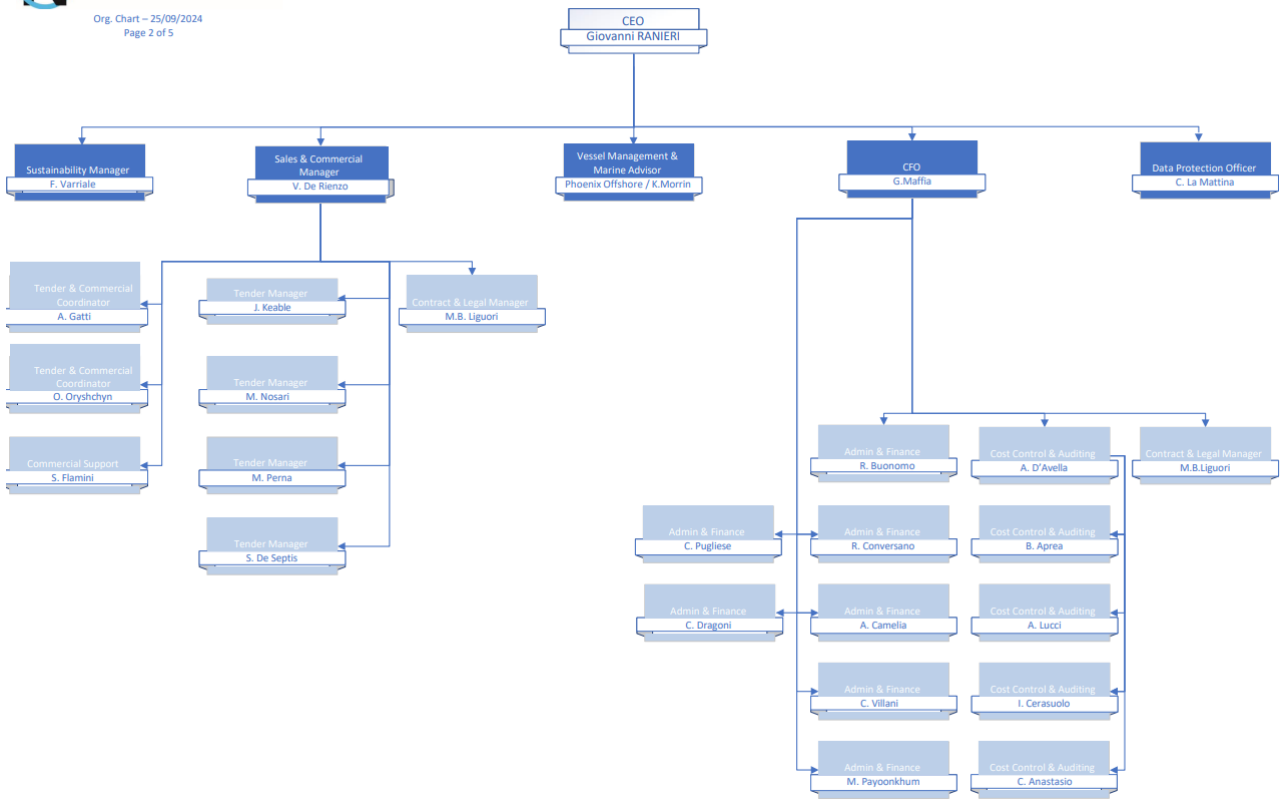 Org. Chart – 25/09/2024
Page 2 of 5
CEO
Giovanni RANIERI
Sustainability Manager
F. Varriale
Sales & Commercial
Manager
V. De Rienzo
Vessel Management &
Marine Advisor
Phoenix Offshore / K.Morrin
CFO
G.Maffia
Data Protection Officer
C. La Mattina
Tender & Commercial
Coordinator
A. Gatti
Tender Manager
J. Keable
Contract & Legal Manager
M.B. Liguori
Tender & Commercial
Coordinator
O. Oryshchyn
Tender Manager
M. Nosari
Commercial Support
S. Flamini
Tender Manager
M. Perna
Tender Manager
S. De Septis
Admin & Finance
R. Buonomo
Cost Control & Auditing
A. D'Avella
Contract & Legal Manager
M.B.Liguori
Admin & Finance
C. Pugliese
Admin & Finance
R. Conversano
Cost Control & Auditing
B. Aprea
Admin & Finance
C. Dragoni
Admin & Finance
A. Camelia
Cost Control & Auditing
A. Lucci
Admin & Finance
C. Villani
Cost Control & Auditing
I. Cerasuolo
Admin & Finance
M. Payoonkhum
Cost Control & Auditing
C. Anastasio